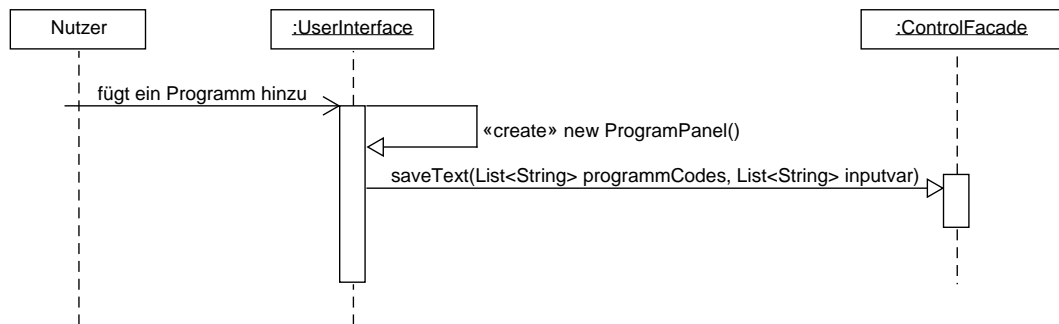 Nutzer
:UserInterface
:ControlFacade
fügt ein Programm hinzu
«create» new ProgramPanel()
saveText(List<String> programmCodes, List<String> inputvar)